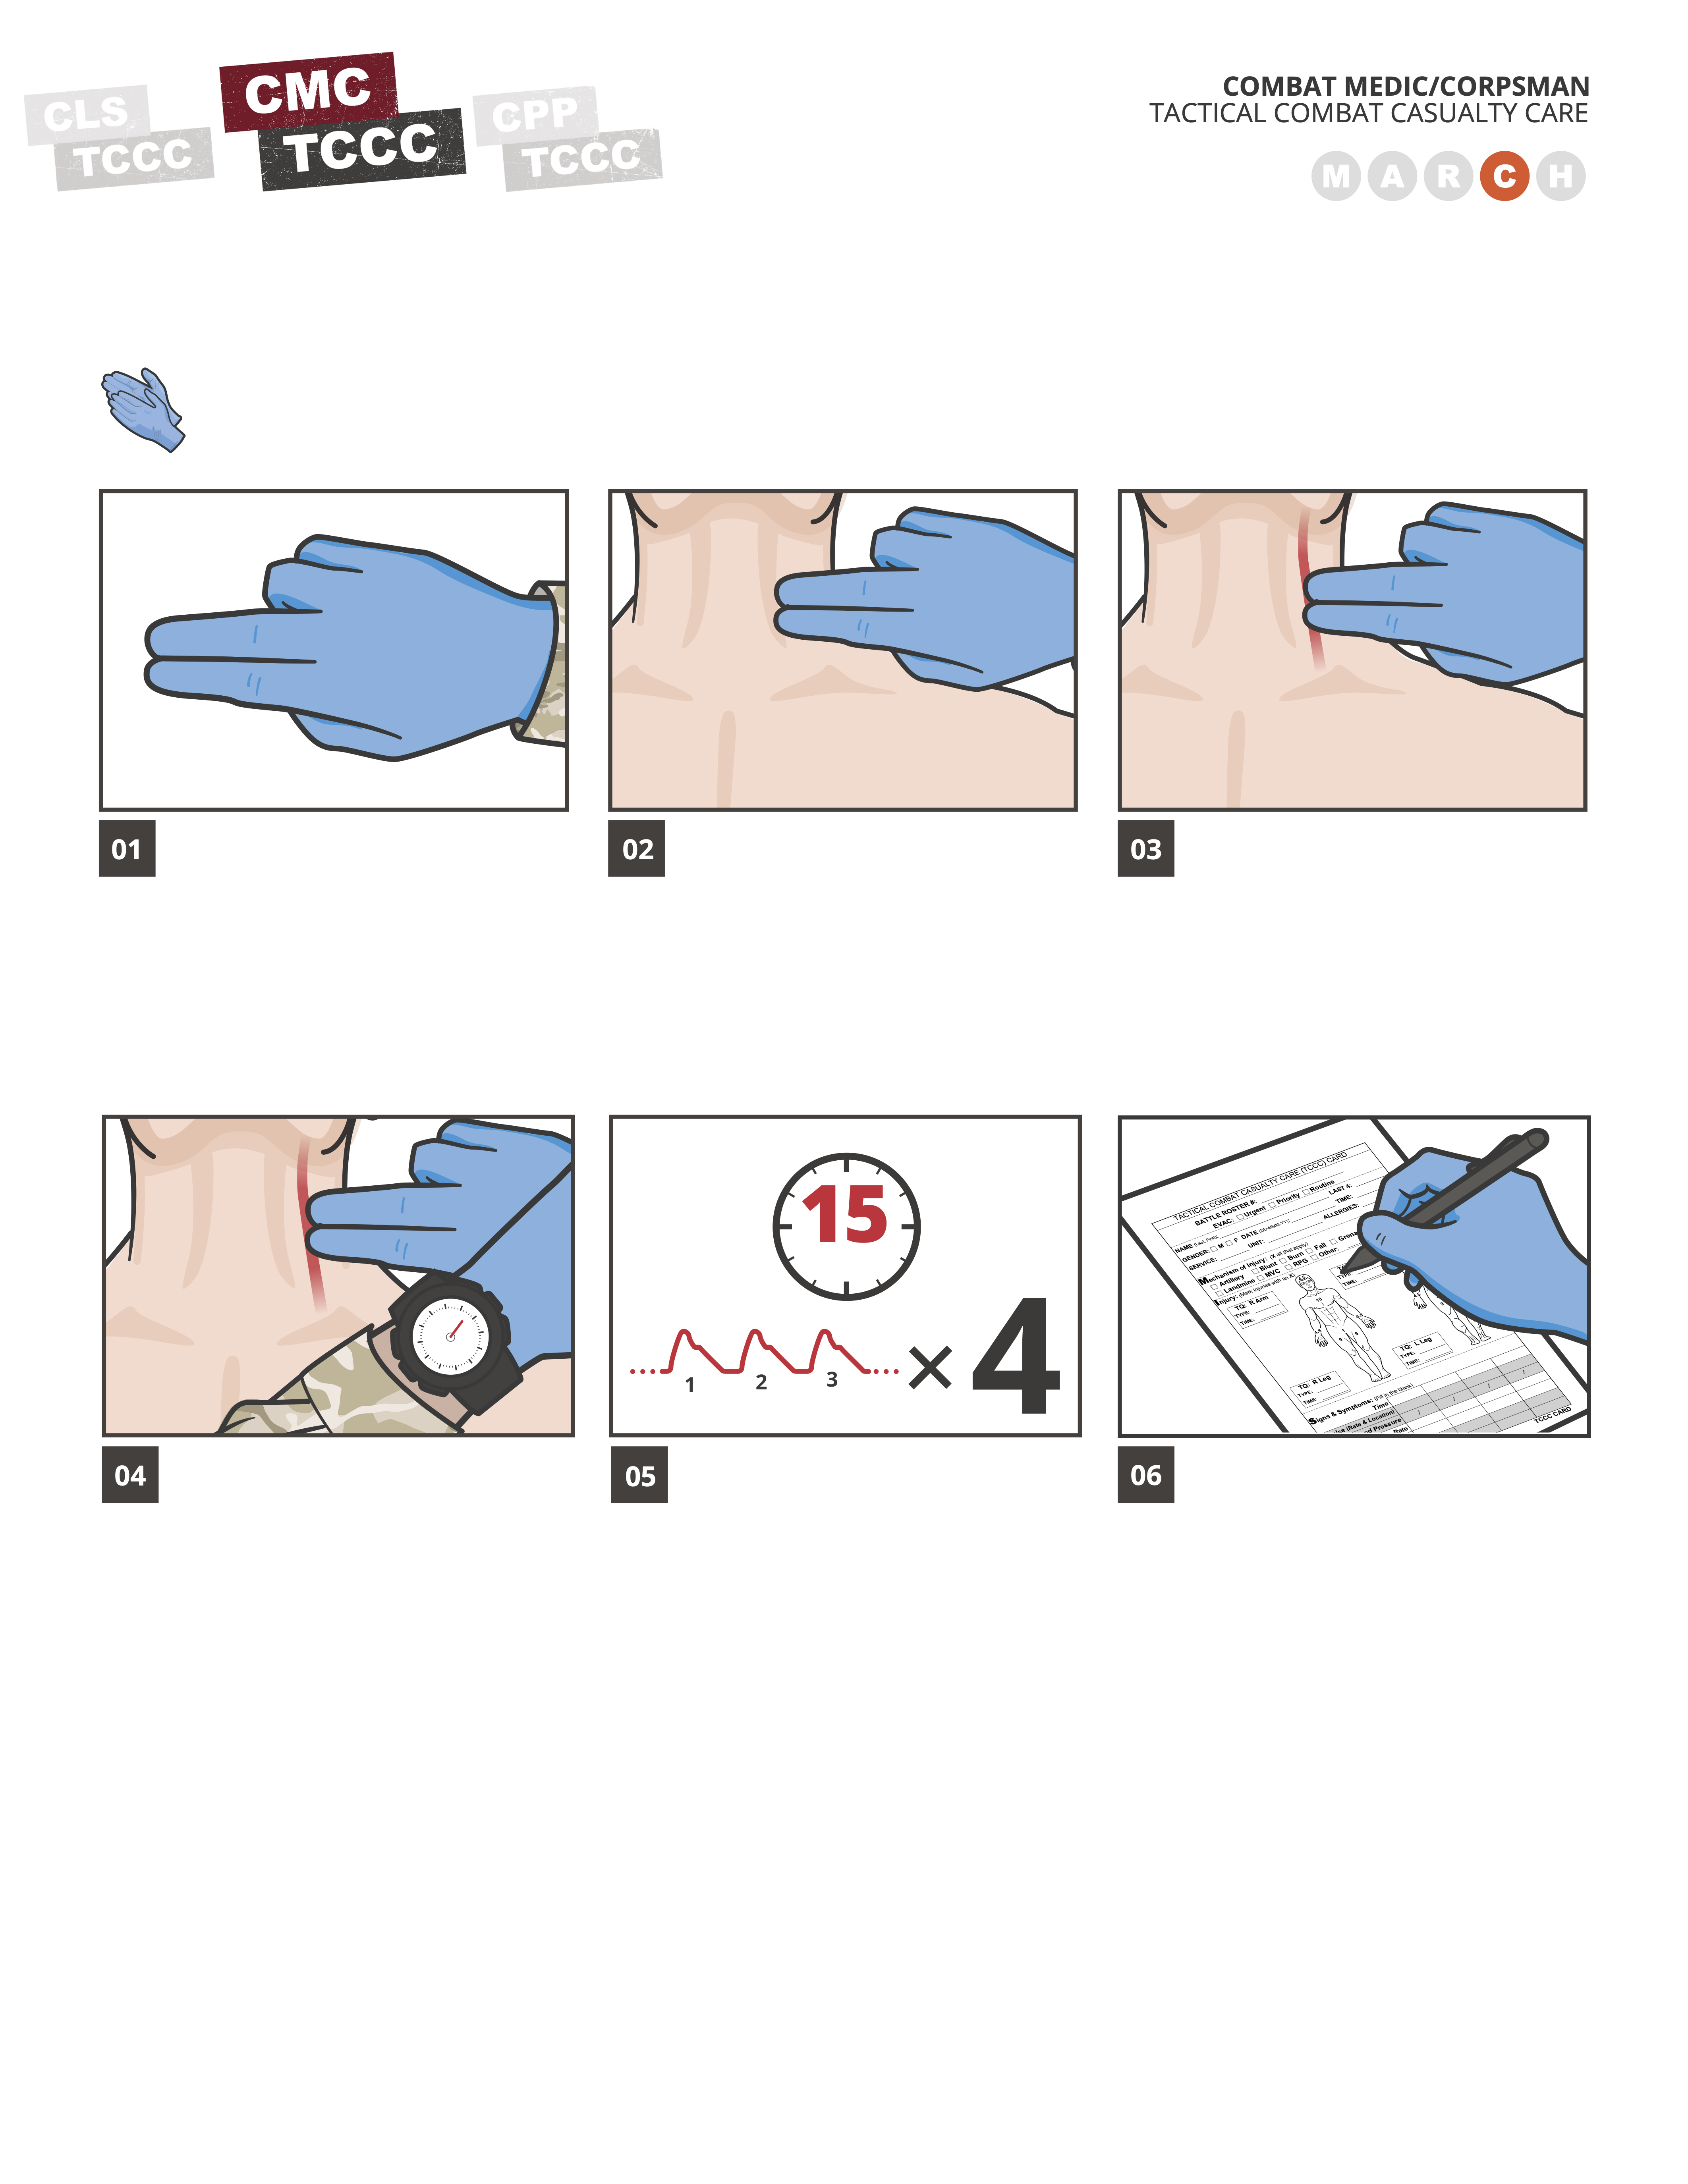 CLS
TCCC
CMC
TCCC
CPP
TCCC
COMBAT MEDIC/CORPSMAN
TACTICAL COMBAT CASUALTY CARE
M A R C H
01
02
03
04
15
1 2 3
× 4
05
TACTICAL COMBAT CASUALTY CARE (TCCC) CARD
BATTLE ROSTER #:
EVAC: Urgent Priority Routine
NAME (Last, First): LAST 4:
GENDER: M F DATE (DD-MMM-YY): TIME:
SERVICE: UNIT: ALLERGIES:
Mechanism of Injury: (X all that apply)
Artillery Blunt Burn Fall Grena
Landmine MVC RPG Other:
Injury: (Mark injuries with an X)
TQ: R Arm
TYPE:
TIME:
TYPE:
TIME:
TQ: R Leg
TYPE:
TIME:
TQ: L Leg
TYPE:
TIME:
Signs & Symptoms: (Fill in the blank)
Time
(Rate & Location)
Pressure
Rate
TCCC CARD
06